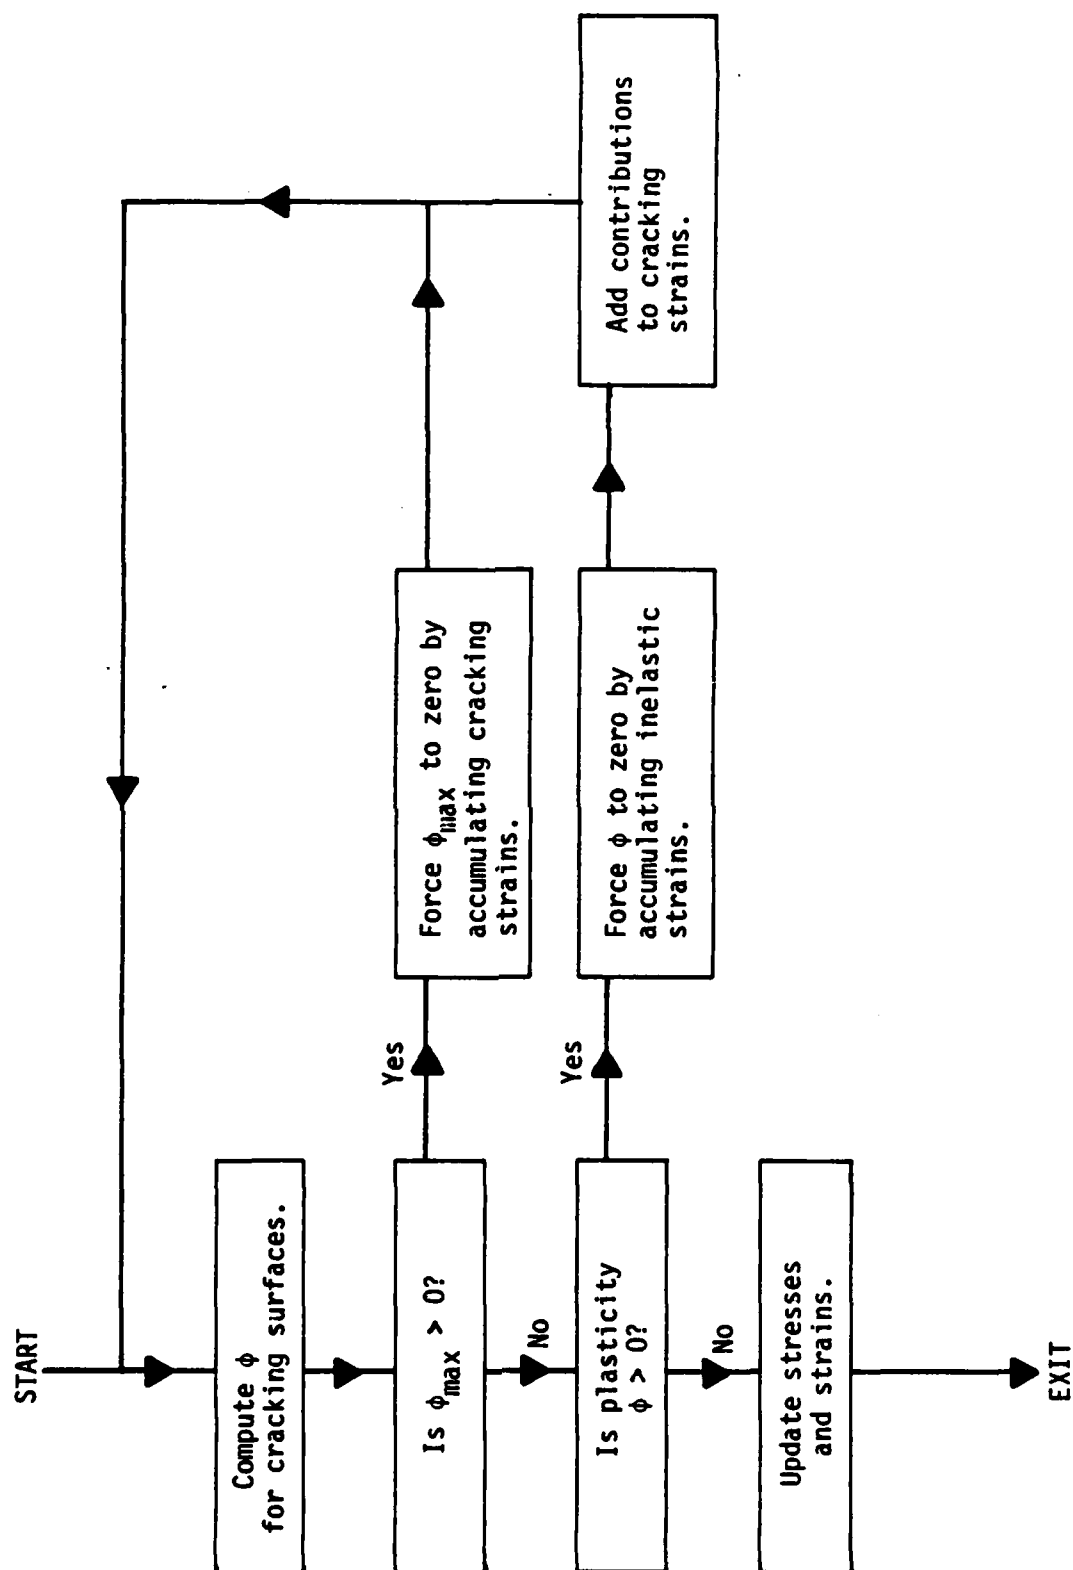 START
Compute ϕ
for cracking surfaces.
Is ϕmax > 0?
Yes
Force ϕmax to zero by
accumulating cracking
strains.
No
Is plasticity
ϕ > 0?
Yes
Force ϕ to zero by
accumulating inelastic
strains.
Add contributions
to cracking
strains.
No
Update stresses
and strains.
EXIT